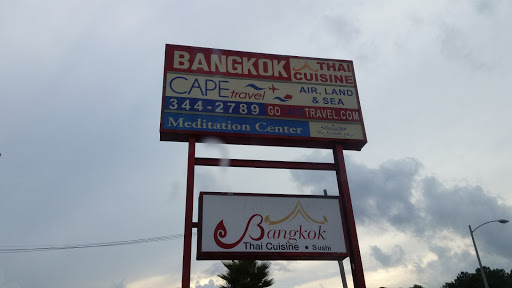 BANGKOK THAI CUISINE
CAPE travel AIR, LAND & SEA
344-2789 GO TRAVEL.COM
Meditation Center
Bangkok
Thai Cuisine • Sushi